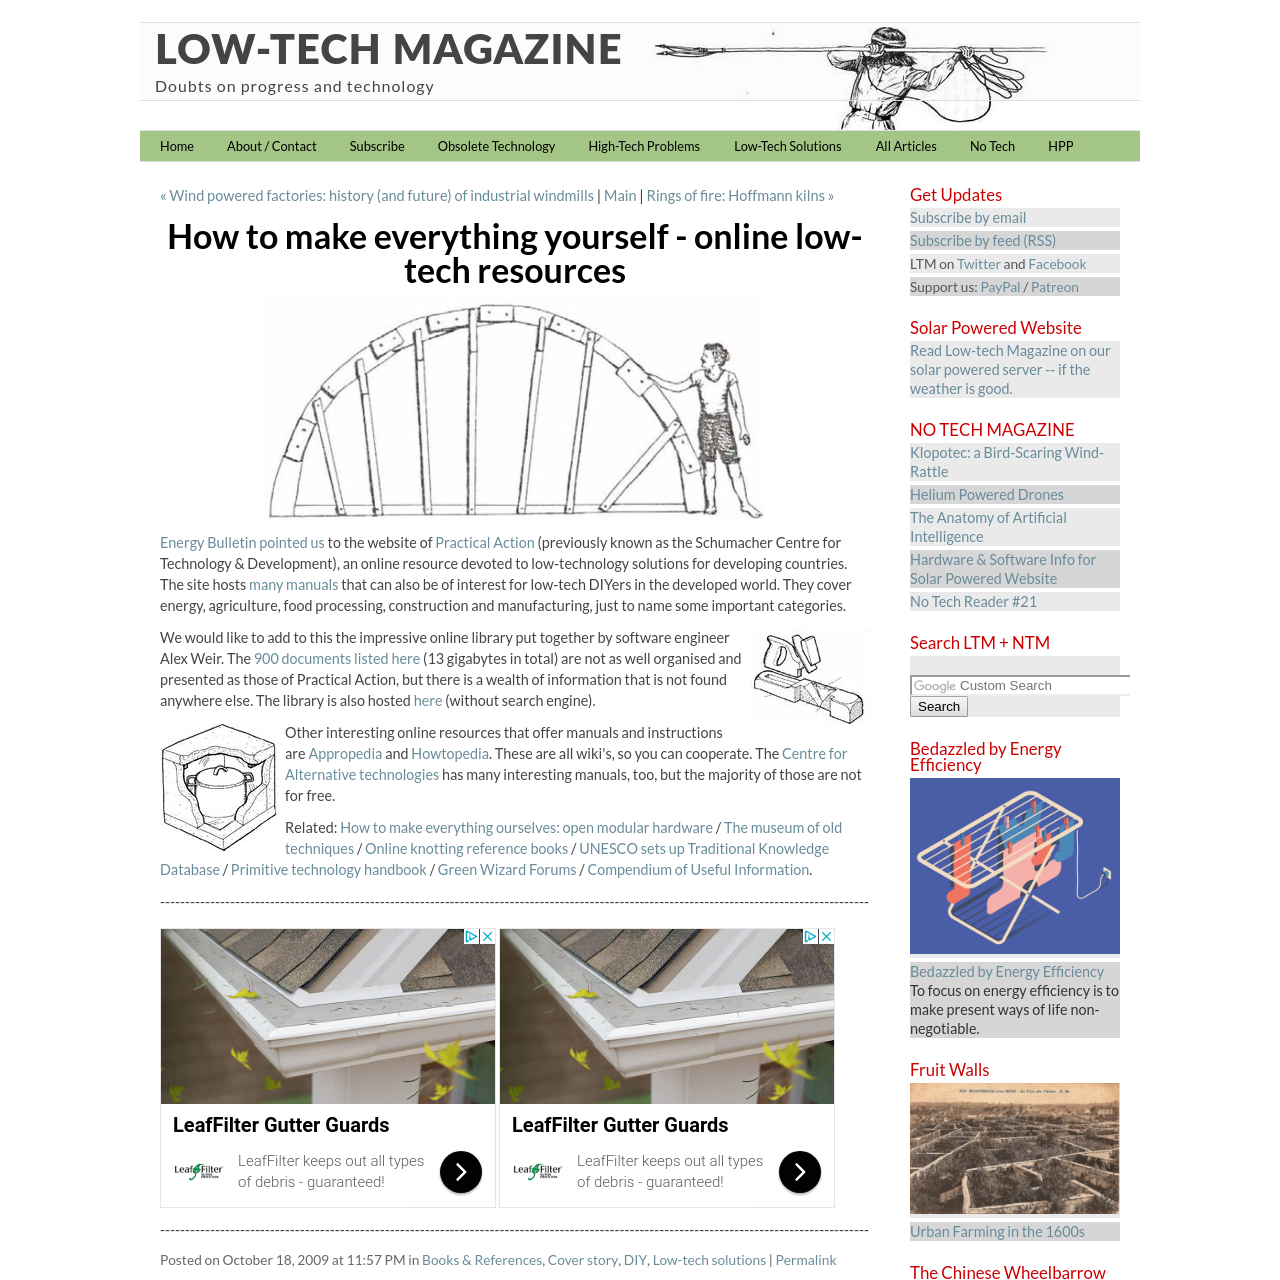 LOW-TECH MAGAZINE
Doubts on progress and technology
Home About / Contact Subscribe Obsolete Technology High-Tech Problems Low-Tech Solutions All Articles No Tech HPP
« Wind powered factories: history (and future) of industrial windmills | Main | Rings of fire: Hoffmann kilns »
How to make everything yourself - online low-
tech resources
Energy Bulletin pointed us to the website of Practical Action (previously known as the Schumacher Centre for
Technology & Development), an online resource devoted to low-technology solutions for developing countries.
The site hosts many manuals that can also be of interest for low-tech DIYers in the developed world. They cover
energy, agriculture, food processing, construction and manufacturing, just to name some important categories.
We would like to add to this the impressive online library put together by software engineer
Alex Weir. The 900 documents listed here (13 gigabytes in total) are not as well organised and
presented as those of Practical Action, but there is a wealth of information that is not found
anywhere else. The library is also hosted here (without search engine).
Other interesting online resources that offer manuals and instructions
are Appropedia and Howtopedia. These are all wiki's, so you can cooperate. The Centre for
Alternative technologies has many interesting manuals, too, but the majority of those are not
for free.
Related: How to make everything ourselves: open modular hardware / The museum of old
techniques / Online knotting reference books / UNESCO sets up Traditional Knowledge
Database / Primitive technology handbook / Green Wizard Forums / Compendium of Useful Information.
LeafFilter Gutter Guards
LeafFilter
LeafFilter keeps out all types
of debris - guaranteed!
LeafFilter Gutter Guards
LeafFilter
LeafFilter keeps out all types
of debris - guaranteed!
Posted on October 18, 2009 at 11:57 PM in Books & References, Cover story, DIY, Low-tech solutions | Permalink
Get Updates
Subscribe by email
Subscribe by feed (RSS)
LTM on Twitter and Facebook
Support us: PayPal / Patreon
Solar Powered Website
Read Low-tech Magazine on our
solar powered server -- if the
weather is good.
NO TECH MAGAZINE
Klopotec: a Bird-Scaring Wind-
Rattle
Helium Powered Drones
The Anatomy of Artificial
Intelligence
Hardware & Software Info for
Solar Powered Website
No Tech Reader #21
Search LTM + NTM
Google Custom Search
Search
Bedazzled by Energy
Efficiency
Bedazzled by Energy Efficiency
To focus on energy efficiency is to
make present ways of life non-
negotiable.
Fruit Walls
Urban Farming in the 1600s
The Chinese Wheelbarrow